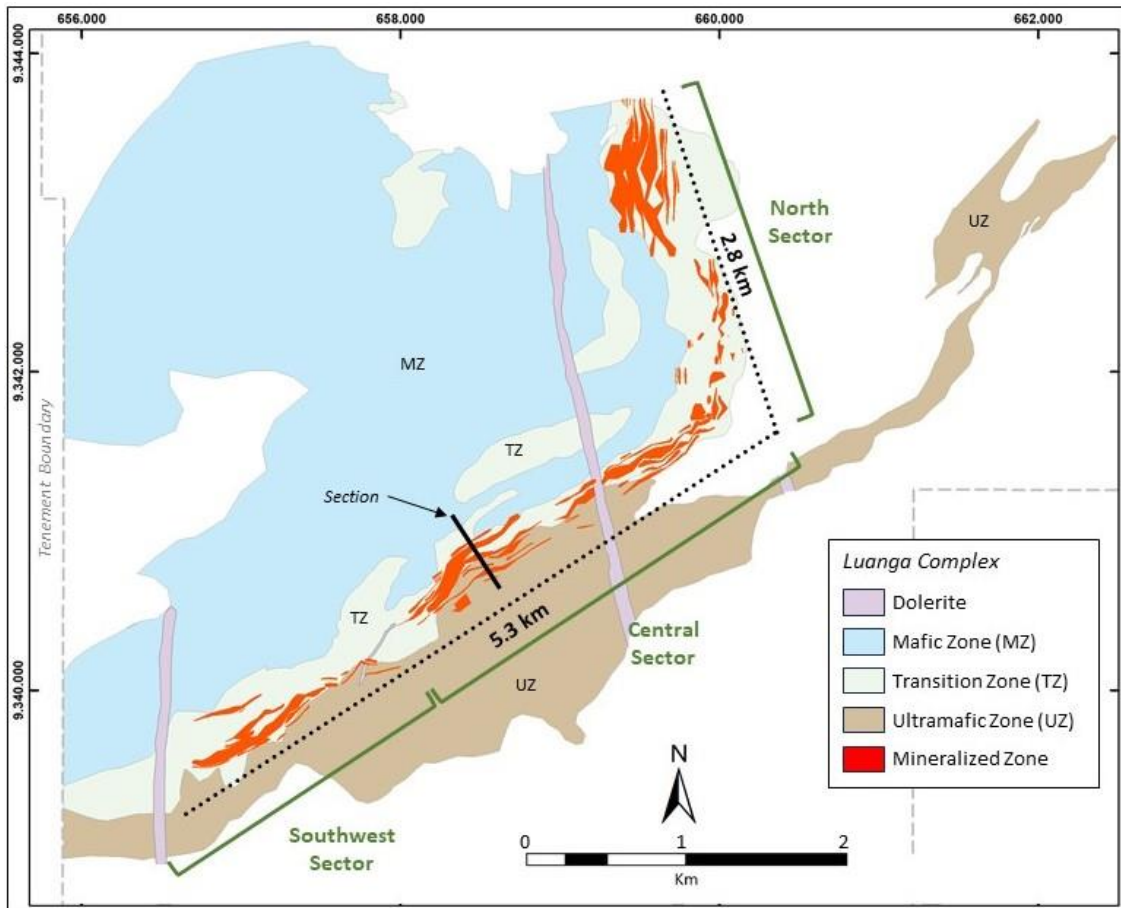 656.000
658.000
660.000
662.000
9.344.000
9.342.000
9.340.000
Tenement Boundary
North
Sector
2.8 km
UZ
MZ
TZ
Section
TZ
5.3 km
Central
Sector
UZ
Southwest
Sector
N
0
1
2
Km
Luanga Complex
Dolerite
Mafic Zone (MZ)
Transition Zone (TZ)
Ultramafic Zone (UZ)
Mineralized Zone